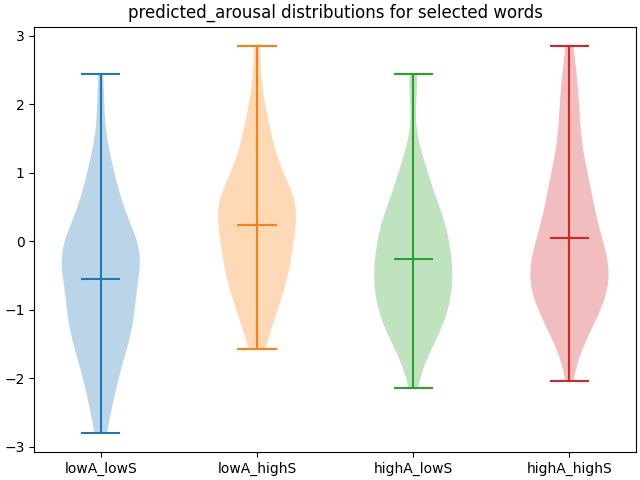 predicted_arousal distributions for selected words
3
2
1
0
−1
−2
−3
lowA_lowS
lowA_highS
highA_lowS
highA_highS